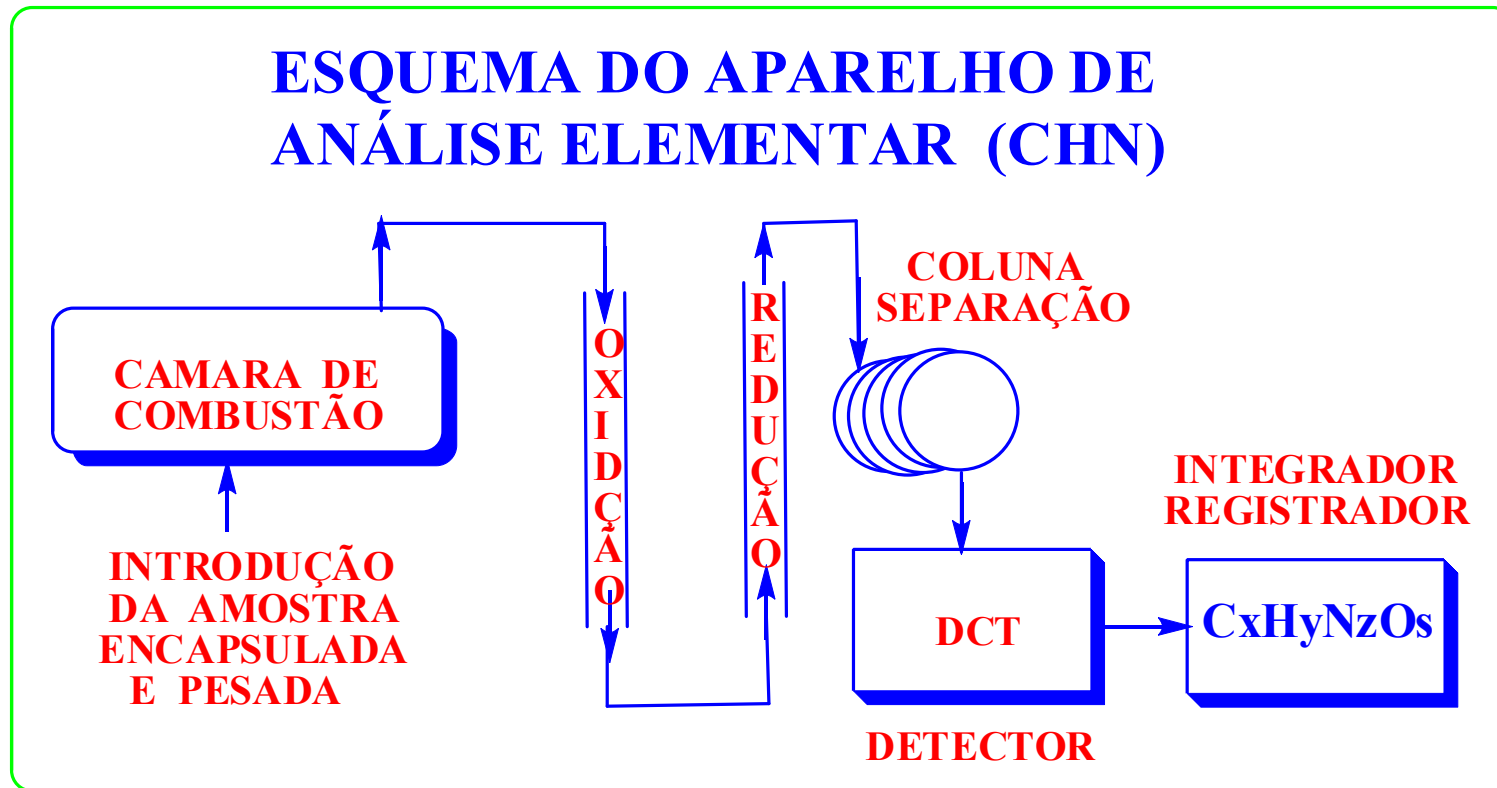 ESQUEMA DO APARELHO DE
ANÁLISE ELEMENTAR (CHN)
CAMARA DE
COMBUSTÃO
INTRODUÇÃO
DA AMOSTRA
ENCAPSULADA
E PESADA
OXIDÇÃO
REDUÇÃO
COLUNA
SEPARAÇÃO
DCT
DETECTOR
INTEGRADOR
REGISTRADOR
CxHyNzOs